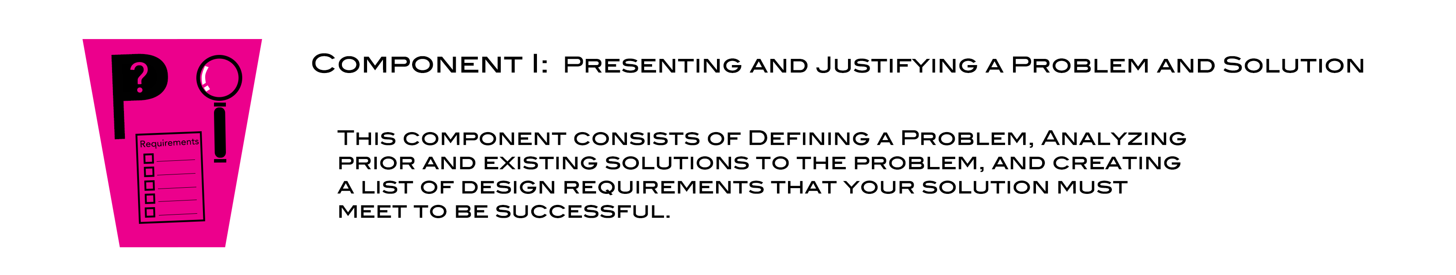 P ?
Requirements
Component I: Presenting and Justifying a Problem and Solution
This component consists of Defining a Problem, Analyzing
prior and existing solutions to the problem, and creating
a list of design requirements that your solution must
meet to be successful.